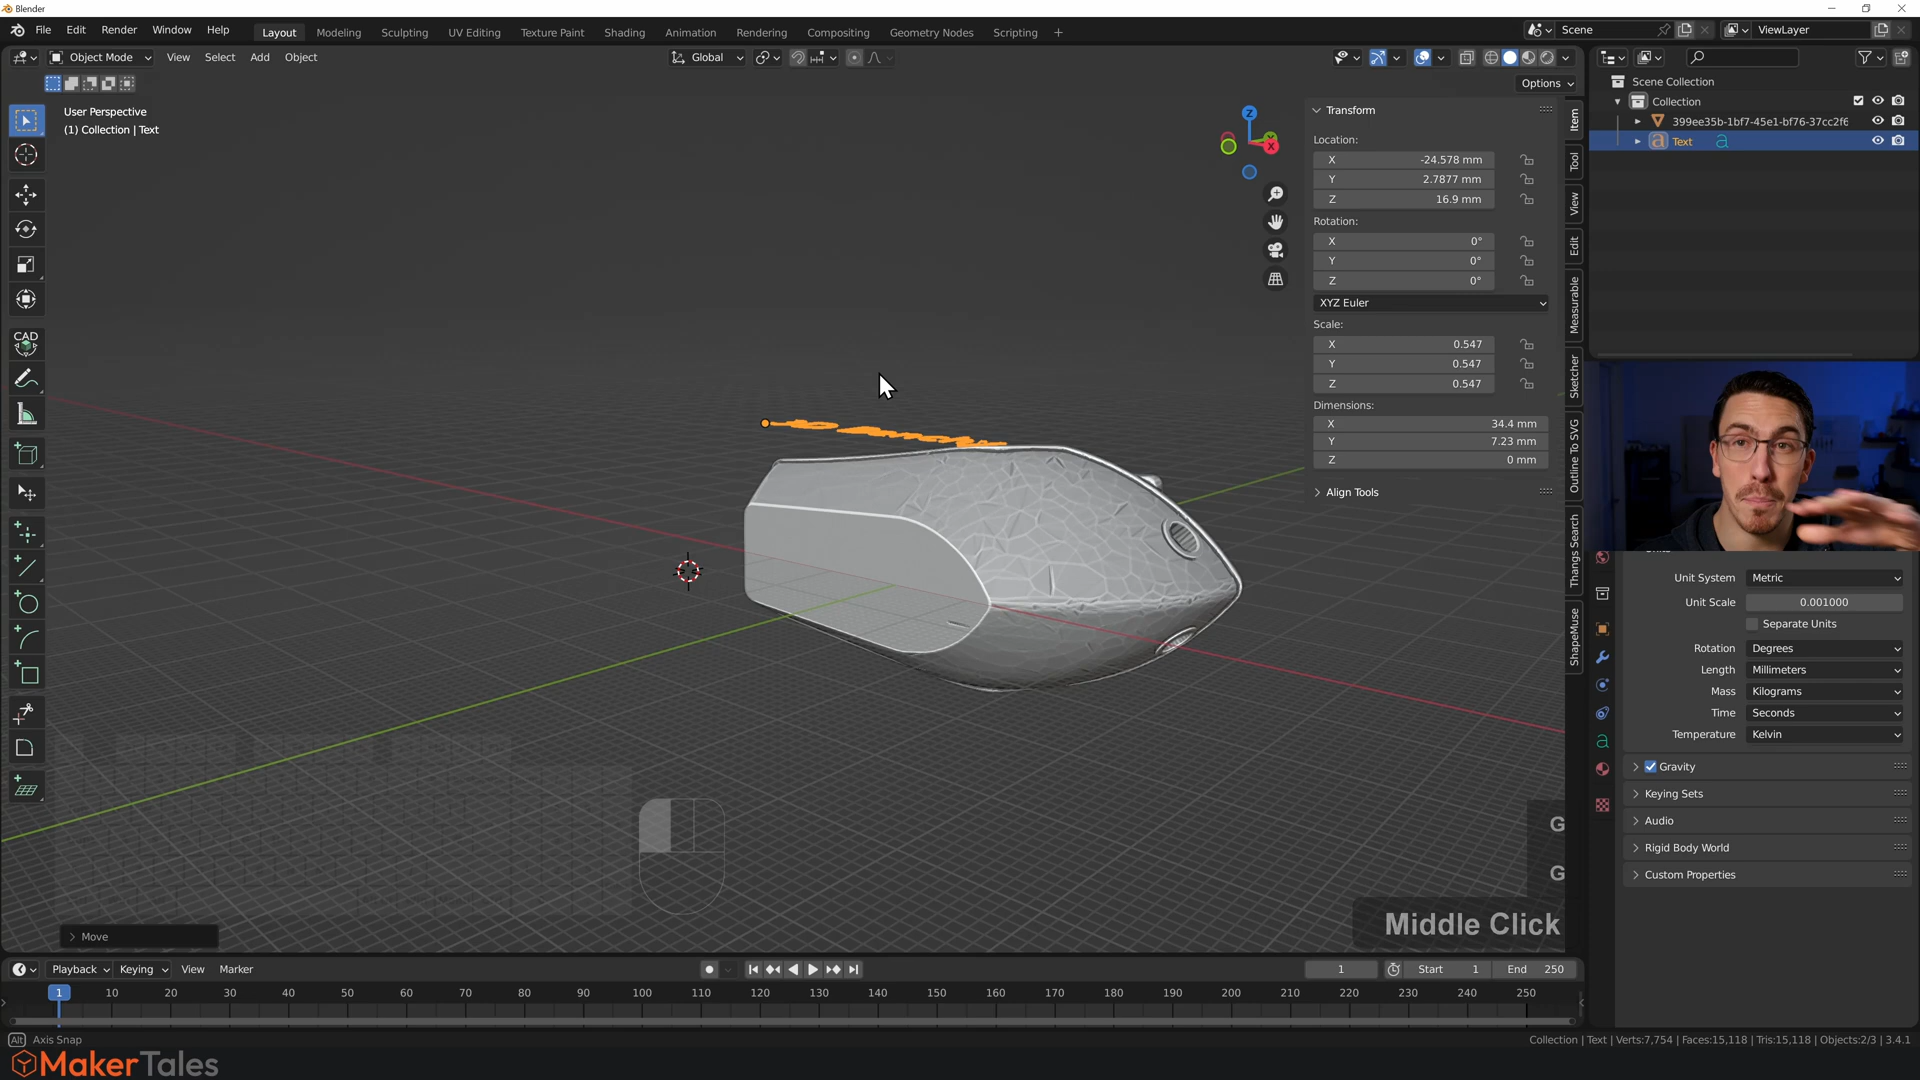 Blender
File Edit Render Window Help
Layout Modeling Sculpting UV Editing Texture Paint Shading Animation Rendering Compositing Geometry Nodes Scripting +
Scene
ViewLayer
Object Mode View Select Add Object
Global
Options
User Perspective
(1) Collection | Text
Z
Y
X
CAD
Transform
Location:
X -24.578 mm
Y 2.7877 mm
Z 16.9 mm
Rotation:
X 0°
Y 0°
Z 0°
XYZ Euler
Scale:
X 0.547
Y 0.547
Z 0.547
Dimensions:
X 34.4 mm
Y 7.23 mm
Z 0 mm
Align Tools
Item
Tool
View
Edit
Measurable
Sketcher
Outline To SVG
Thangs Search
ShapeMuse
Scene Collection
Collection
399ee35b-1bf7-45e1-bf76-37cc2f6
Text
Unit System Metric
Unit Scale 0.001000
Separate Units
Rotation Degrees
Length Millimeters
Mass Kilograms
Time Seconds
Temperature Kelvin
Gravity
Keying Sets
Audio
Rigid Body World
Custom Properties
G
G
Middle Click
Move
Playback Keying View Marker
1 Start 1 End 250
1 10 20 30 40 50 60 70 80 90 100 110 120 130 140 150 160 170 180 190 200 210 220 230 240 250
Alt Axis Snap
Collection | Text | Verts:7,754 | Faces:15,118 | Tris:15,118 | Objects:2/3 | 3.4.1
MakerTales